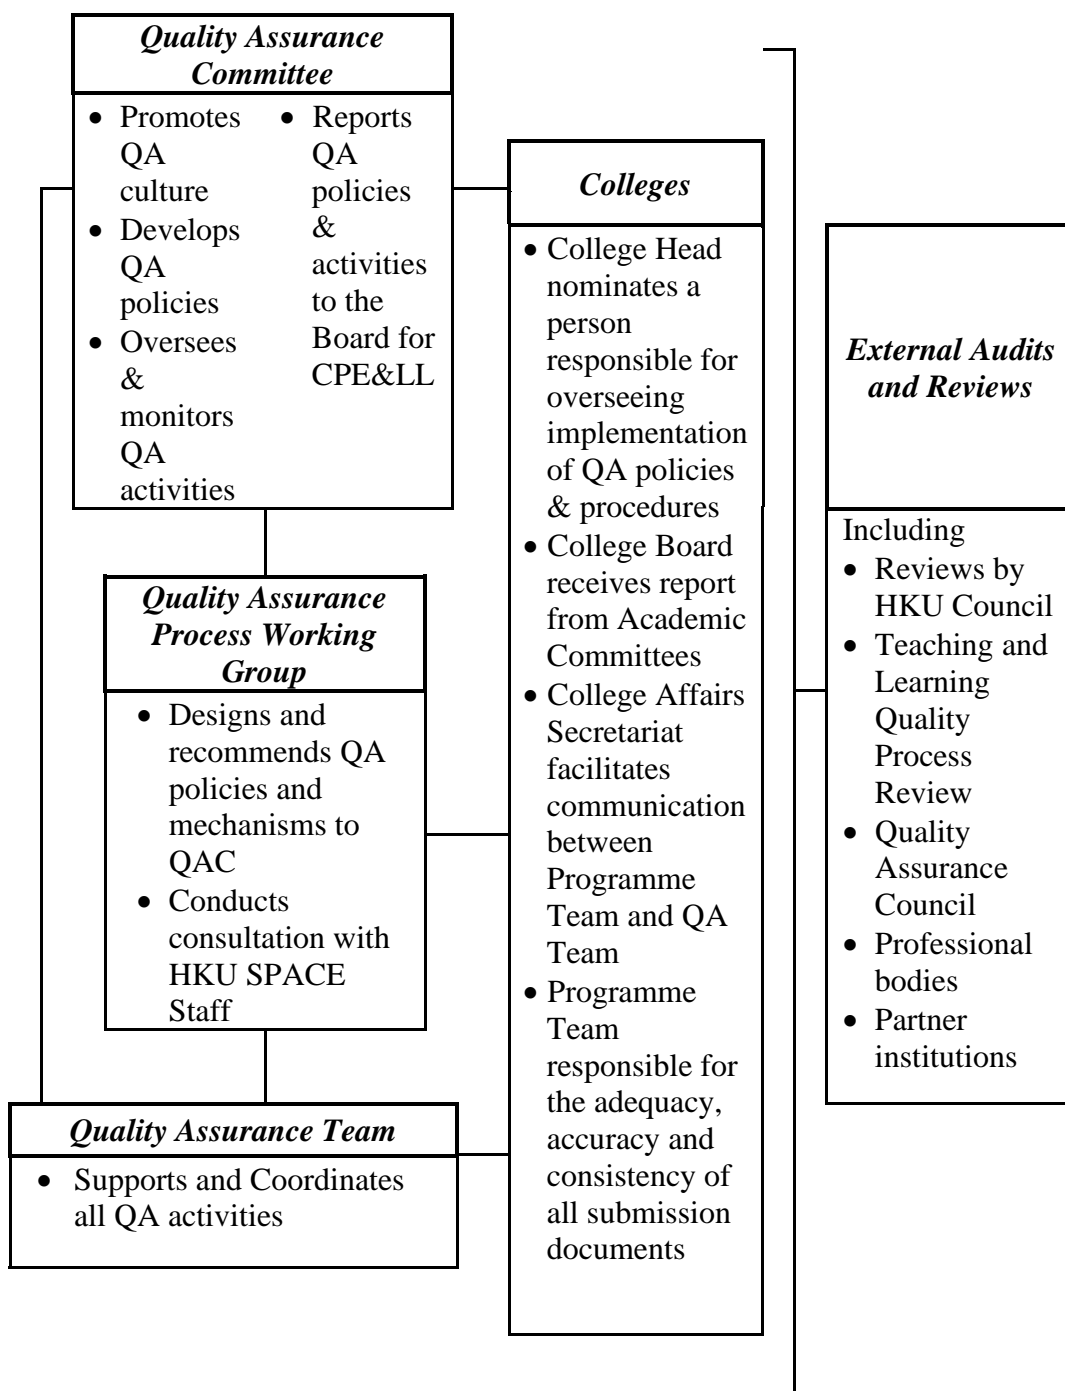 Quality Assurance
Committee
• Promotes
QA
culture
• Develops
QA
policies
• Oversees
&
monitors
QA
activities
• Reports
QA
policies
&
activities
to the
Board for
CPE&LL
Quality Assurance
Process Working
Group
• Designs and
recommends QA
policies and
mechanisms to
QAC
• Conducts
consultation with
HKU SPACE
Staff
Quality Assurance Team
• Supports and Coordinates
all QA activities
Colleges
• College Head
nominates a
person
responsible for
overseeing
implementation
of QA policies
& procedures
• College Board
receives report
from Academic
Committees
• College Affairs
Secretariat
facilitates
communication
between
Programme
Team and QA
Team
• Programme
Team
responsible for
the adequacy,
accuracy and
consistency of
all submission
documents
External Audits
and Reviews
Including
• Reviews by
HKU Council
• Teaching and
Learning
Quality
Process
Review
• Quality
Assurance
Council
• Professional
bodies
• Partner
institutions